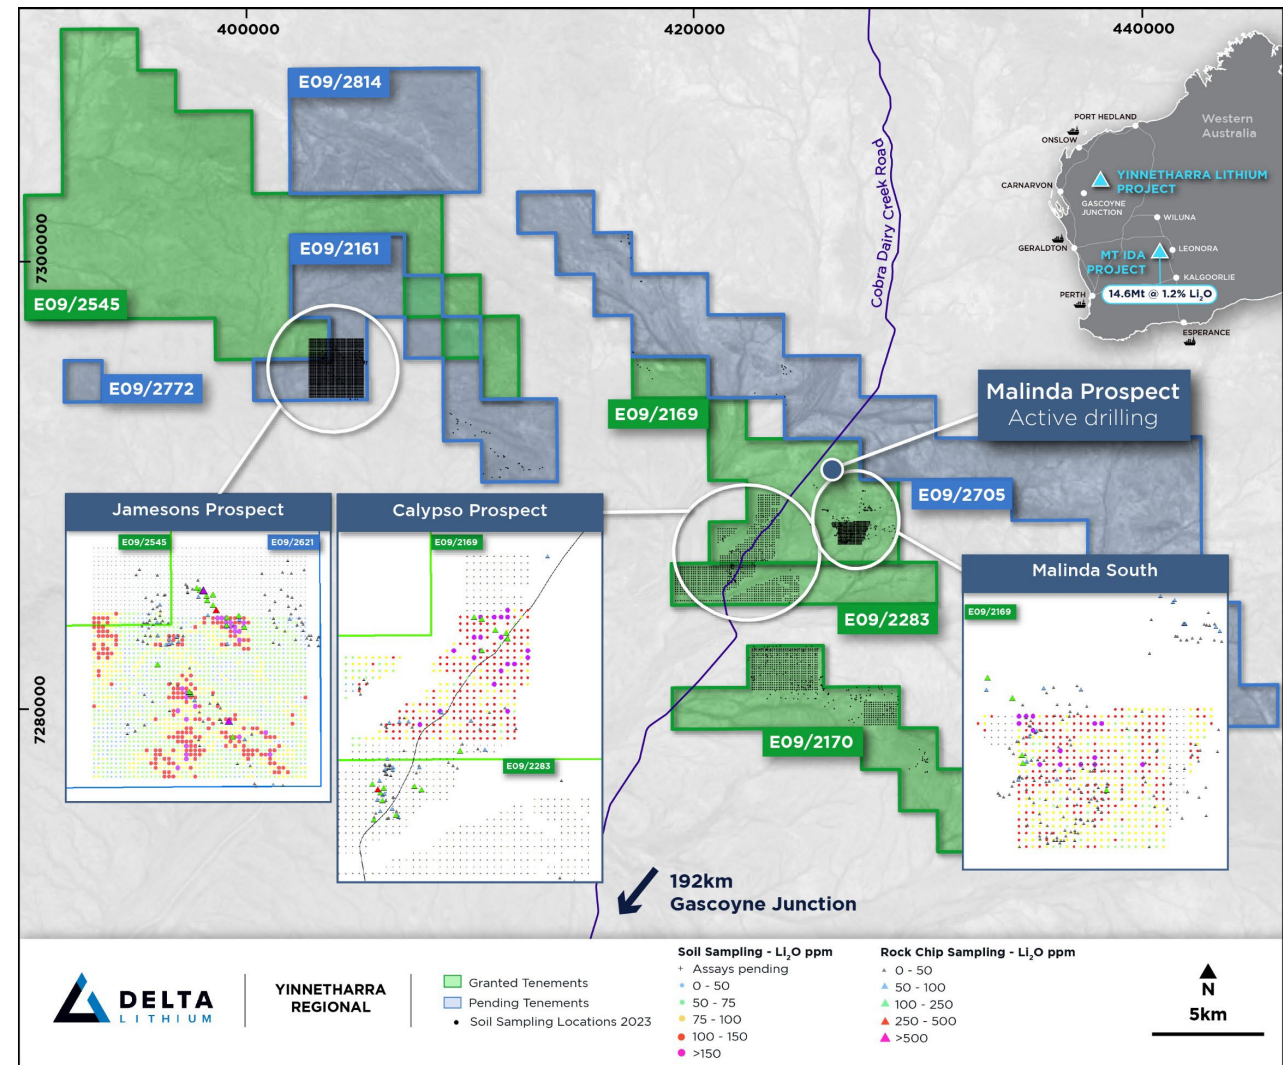 400000
420000
440000
7300000
7280000
E09/2814
E09/2161
E09/2545
E09/2772
E09/2169
E09/2705
E09/2283
E09/2170
Cobra Dairy Creek Road
Malinda Prospect
Active drilling
Western
Australia
PORT HEDLAND
ONSLOW
CARNARVON
YINNETHARRA LITHIUM
PROJECT
GASCOYNE
JUNCTION
WILUNA
GERALDTON
MT IDA
PROJECT
LEONORA
KALGOORLIE
PERTH
14.6Mt @ 1.2% Li₂O
ESPERANCE
Jamesons Prospect
E09/2545
E09/2621
Calypso Prospect
E09/2169
E09/2283
Malinda South
E09/2169
192km
Gascoyne Junction
DELTA
LITHIUM
YINNETHARRA
REGIONAL
Granted Tenements
Pending Tenements
Soil Sampling Locations 2023
Soil Sampling - Li₂O ppm
Assays pending
0 - 50
50 - 75
75 - 100
100 - 150
>150
Rock Chip Sampling - Li₂O ppm
0 - 50
50 - 100
100 - 250
250 - 500
>500
N
5km